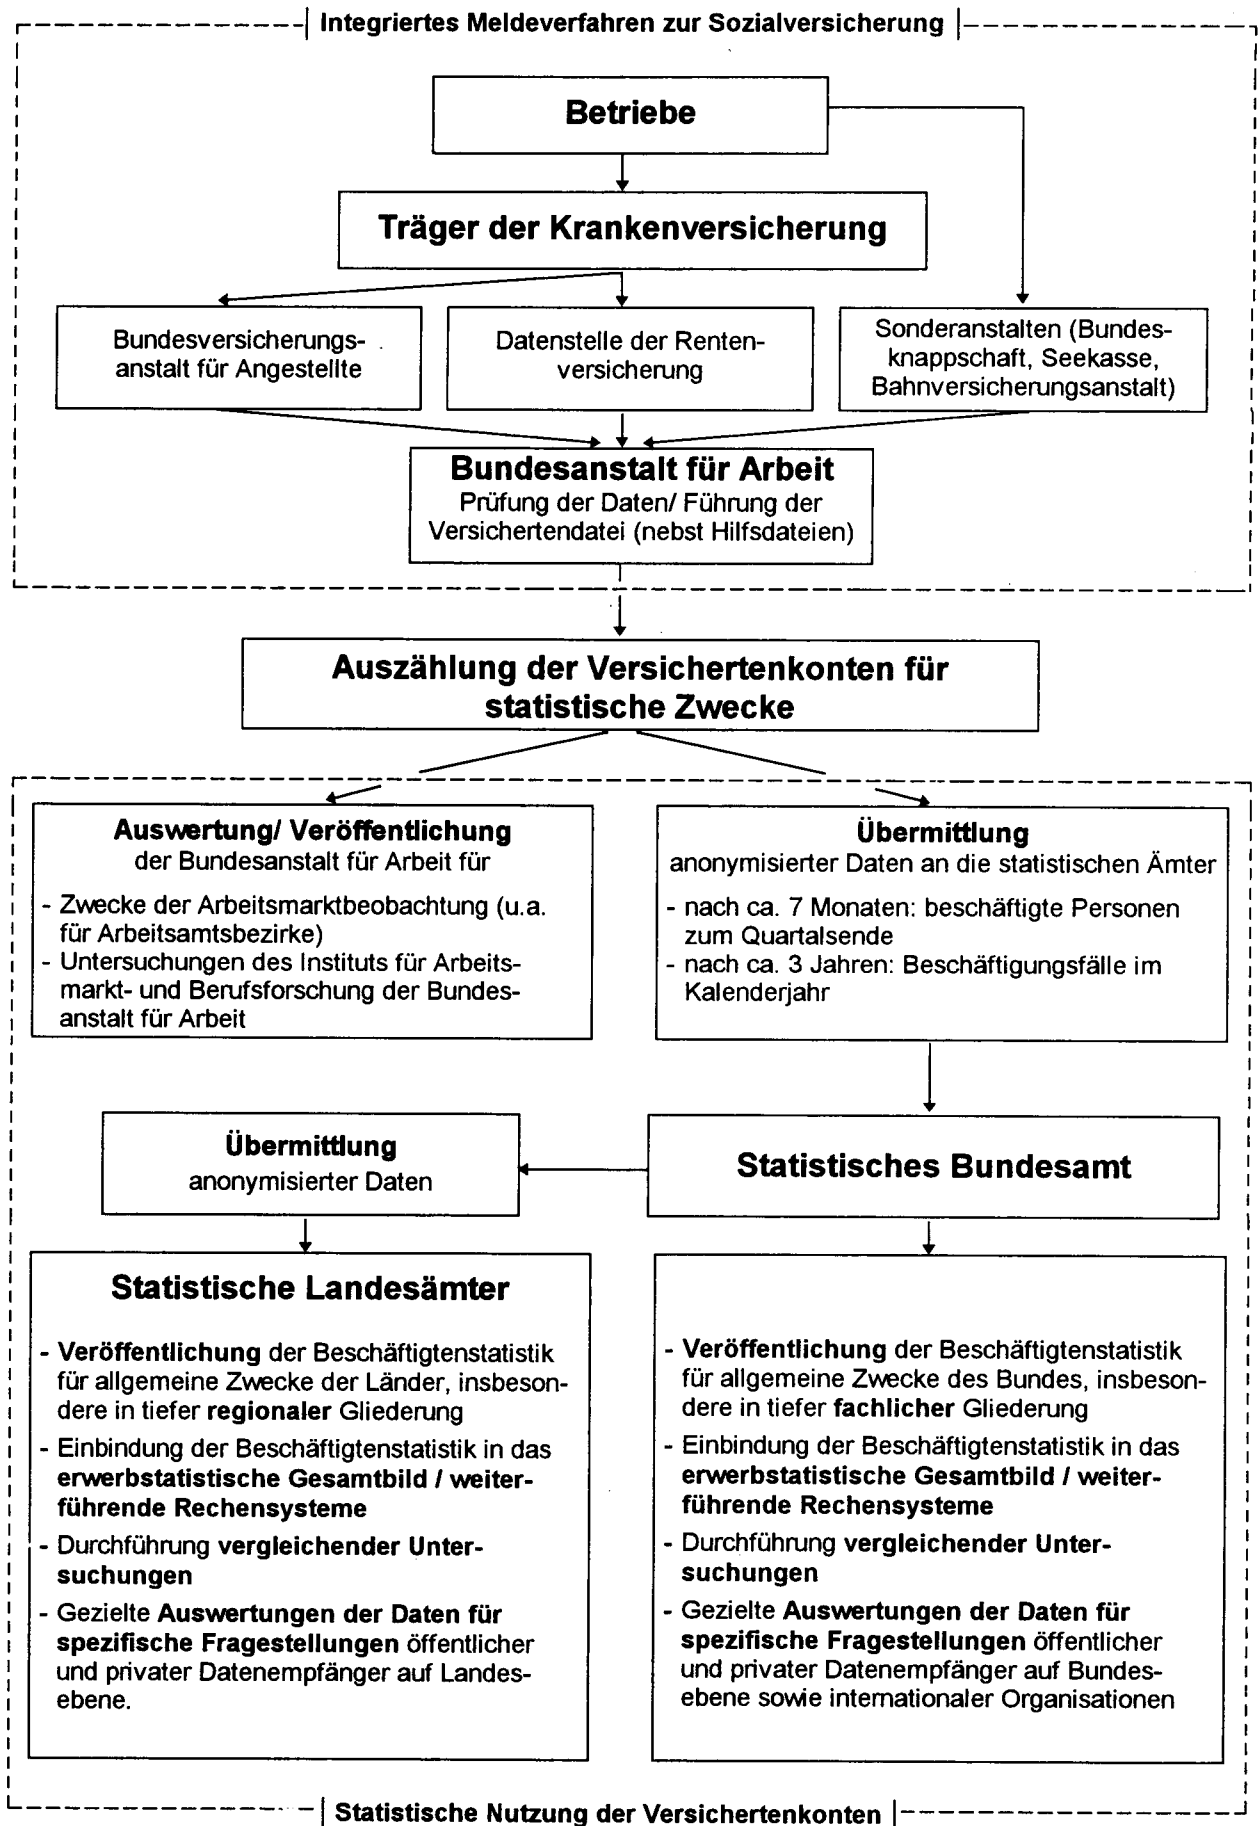 Integriertes Meldeverfahren zur Sozialversicherung
Betriebe
Träger der Krankenversicherung
Bundesversicherungs-
anstalt für Angestellte
Datenstelle der Renten-
versicherung
Sonderanstalten (Bundes-
knappschaft, Seekasse,
Bahnversicherungsanstalt)
Bundesanstalt für Arbeit
Prüfung der Daten/ Führung der
Versichertendatei (nebst Hilfsdateien)
Auszählung der Versichertenkonten für
statistische Zwecke
Auswertung/ Veröffentlichung
der Bundesanstalt für Arbeit für
- Zwecke der Arbeitsmarktbeobachtung (u.a.
für Arbeitsamtsbezirke)
- Untersuchungen des Instituts für Arbeits-
markt- und Berufsforschung der Bundes-
anstalt für Arbeit
Übermittlung
anonymisierter Daten an die statistischen Ämter
- nach ca. 7 Monaten: beschäftigte Personen
zum Quartalsende
- nach ca. 3 Jahren: Beschäftigungsfälle im
Kalenderjahr
Übermittlung
anonymisierter Daten
Statistisches Bundesamt
Statistische Landesämter
- Veröffentlichung der Beschäftigtenstatistik
für allgemeine Zwecke der Länder, insbeson-
dere in tiefer regionaler Gliederung
- Einbindung der Beschäftigtenstatistik in das
erwerbstatistische Gesamtbild / weiter-
führende Rechensysteme
- Durchführung vergleichender Unter-
suchungen
- Gezielte Auswertungen der Daten für
spezifische Fragestellungen öffentlicher
und privater Datenempfänger auf Landes-
ebene.
- Veröffentlichung der Beschäftigtenstatistik
für allgemeine Zwecke des Bundes, insbeson-
dere in tiefer fachlicher Gliederung
- Einbindung der Beschäftigtenstatistik in das
erwerbstatistische Gesamtbild / weiter-
führende Rechensysteme
- Durchführung vergleichender Unter-
suchungen
- Gezielte Auswertungen der Daten für
spezifische Fragestellungen öffentlicher
und privater Datenempfänger auf Bundes-
ebene sowie internationaler Organisationen
Statistische Nutzung der Versichertenkonten